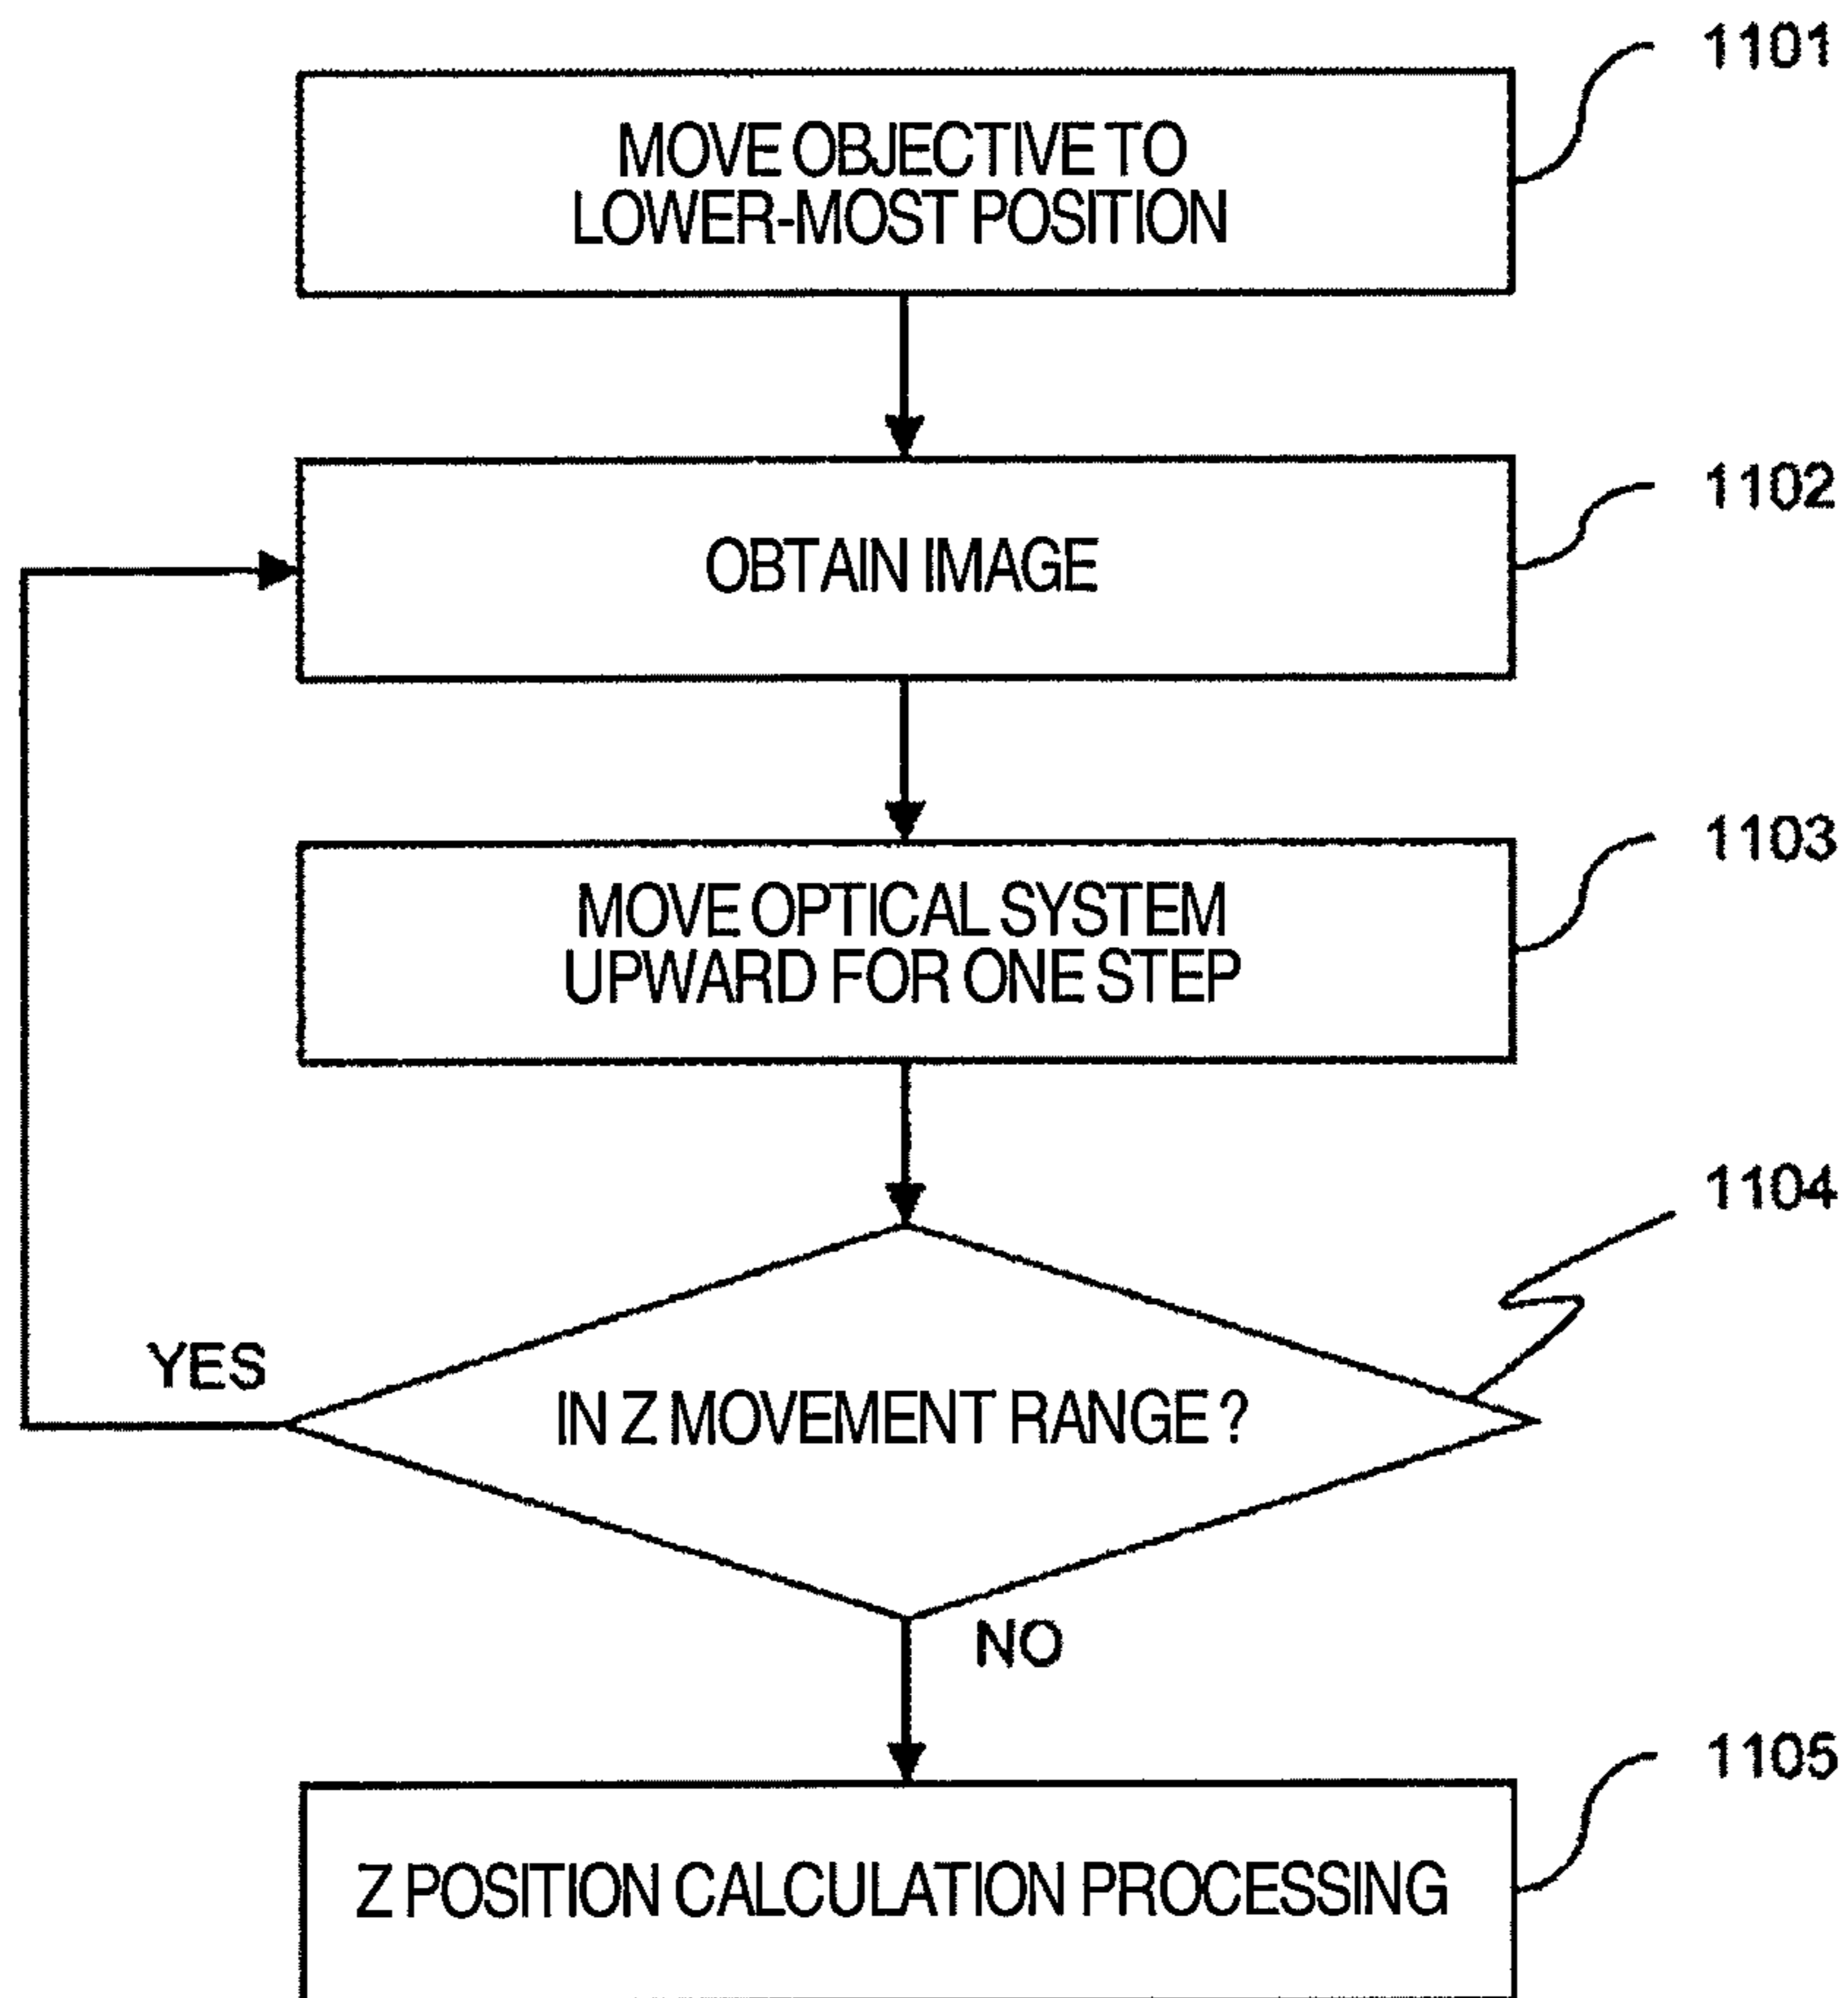 1101
MOVE OBJECTIVE TO
LOWER-MOST POSITION
1102
OBTAIN IMAGE
1103
MOVE OPTICAL SYSTEM
UPWARD FOR ONE STEP
1104
YES
IN Z MOVEMENT RANGE ?
NO
1105
Z POSITION CALCULATION PROCESSING